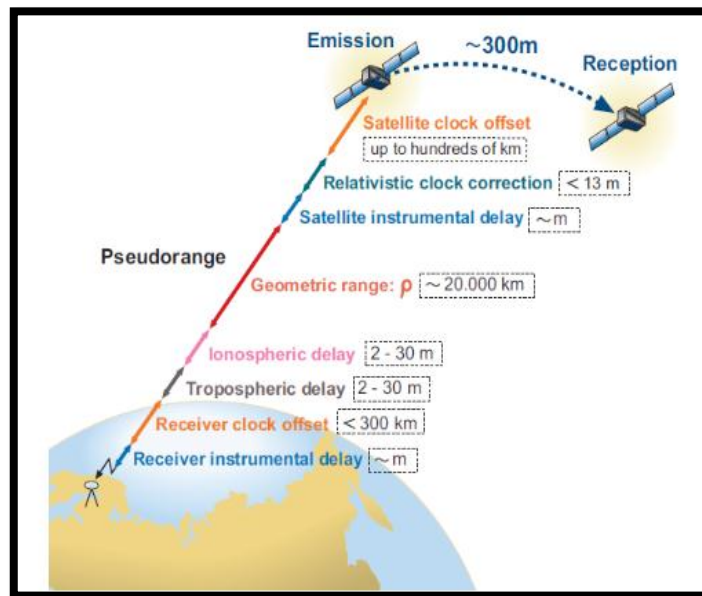 Emission
~300m
Reception
Satellite clock offset
up to hundreds of km
Relativistic clock correction < 13 m
Satellite instrumental delay ~m
Pseudorange
Geometric range: ρ ~ 20.000 km
Ionospheric delay 2 - 30 m
Tropospheric delay 2 - 30 m
Receiver clock offset < 300 km
Receiver instrumental delay ~m